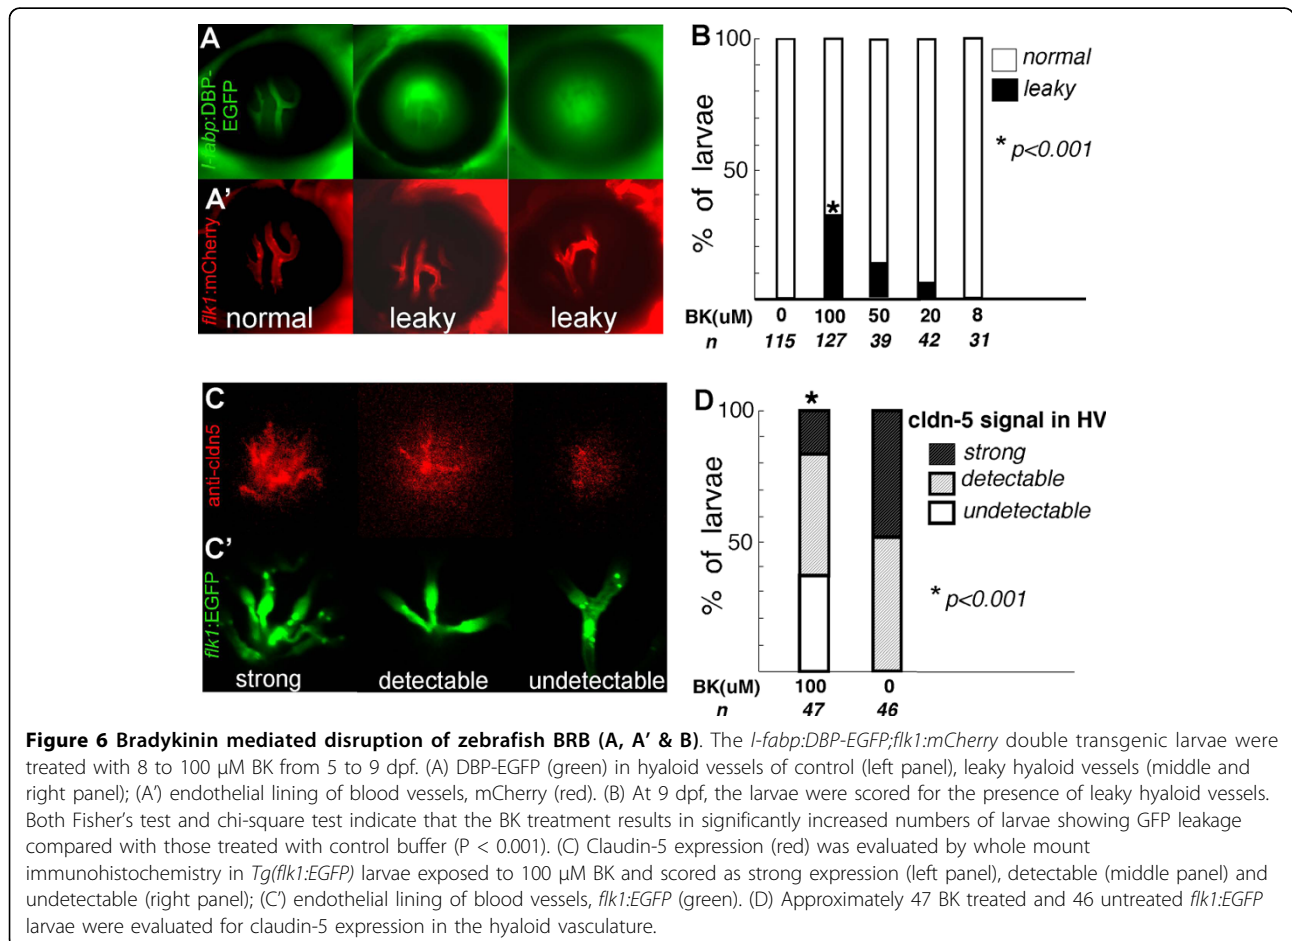 A
l-abp:DBP-
EGFP
A'
flk1:mCherry
normal
leaky
leaky
B
100
50
% of larvae
normal
leaky
* p<0.001
*
BK(uM) 0 100 50 20 8
n 115 127 39 42 31
C
anti-cldn5
C'
flk1:EGFP
strong
detectable
undetectable
D
*
100
50
% of larvae
cldn-5 signal in HV
strong
detectable
undetectable
* p<0.001
BK(uM) 100 0
n 47 46
Figure 6 Bradykinin mediated disruption of zebrafish BRB (A, A' & B). The l-fabp:DBP-EGFP;flk1:mCherry double transgenic larvae were
treated with 8 to 100 μM BK from 5 to 9 dpf. (A) DBP-EGFP (green) in hyaloid vessels of control (left panel), leaky hyaloid vessels (middle and
right panel); (A') endothelial lining of blood vessels, mCherry (red). (B) At 9 dpf, the larvae were scored for the presence of leaky hyaloid vessels.
Both Fisher's test and chi-square test indicate that the BK treatment results in significantly increased numbers of larvae showing GFP leakage
compared with those treated with control buffer (P < 0.001). (C) Claudin-5 expression (red) was evaluated by whole mount
immunohistochemistry in Tg(flk1:EGFP) larvae exposed to 100 μM BK and scored as strong expression (left panel), detectable (middle panel) and
undetectable (right panel); (C') endothelial lining of blood vessels, flk1:EGFP (green). (D) Approximately 47 BK treated and 46 untreated flk1:EGFP
larvae were evaluated for claudin-5 expression in the hyaloid vasculature.